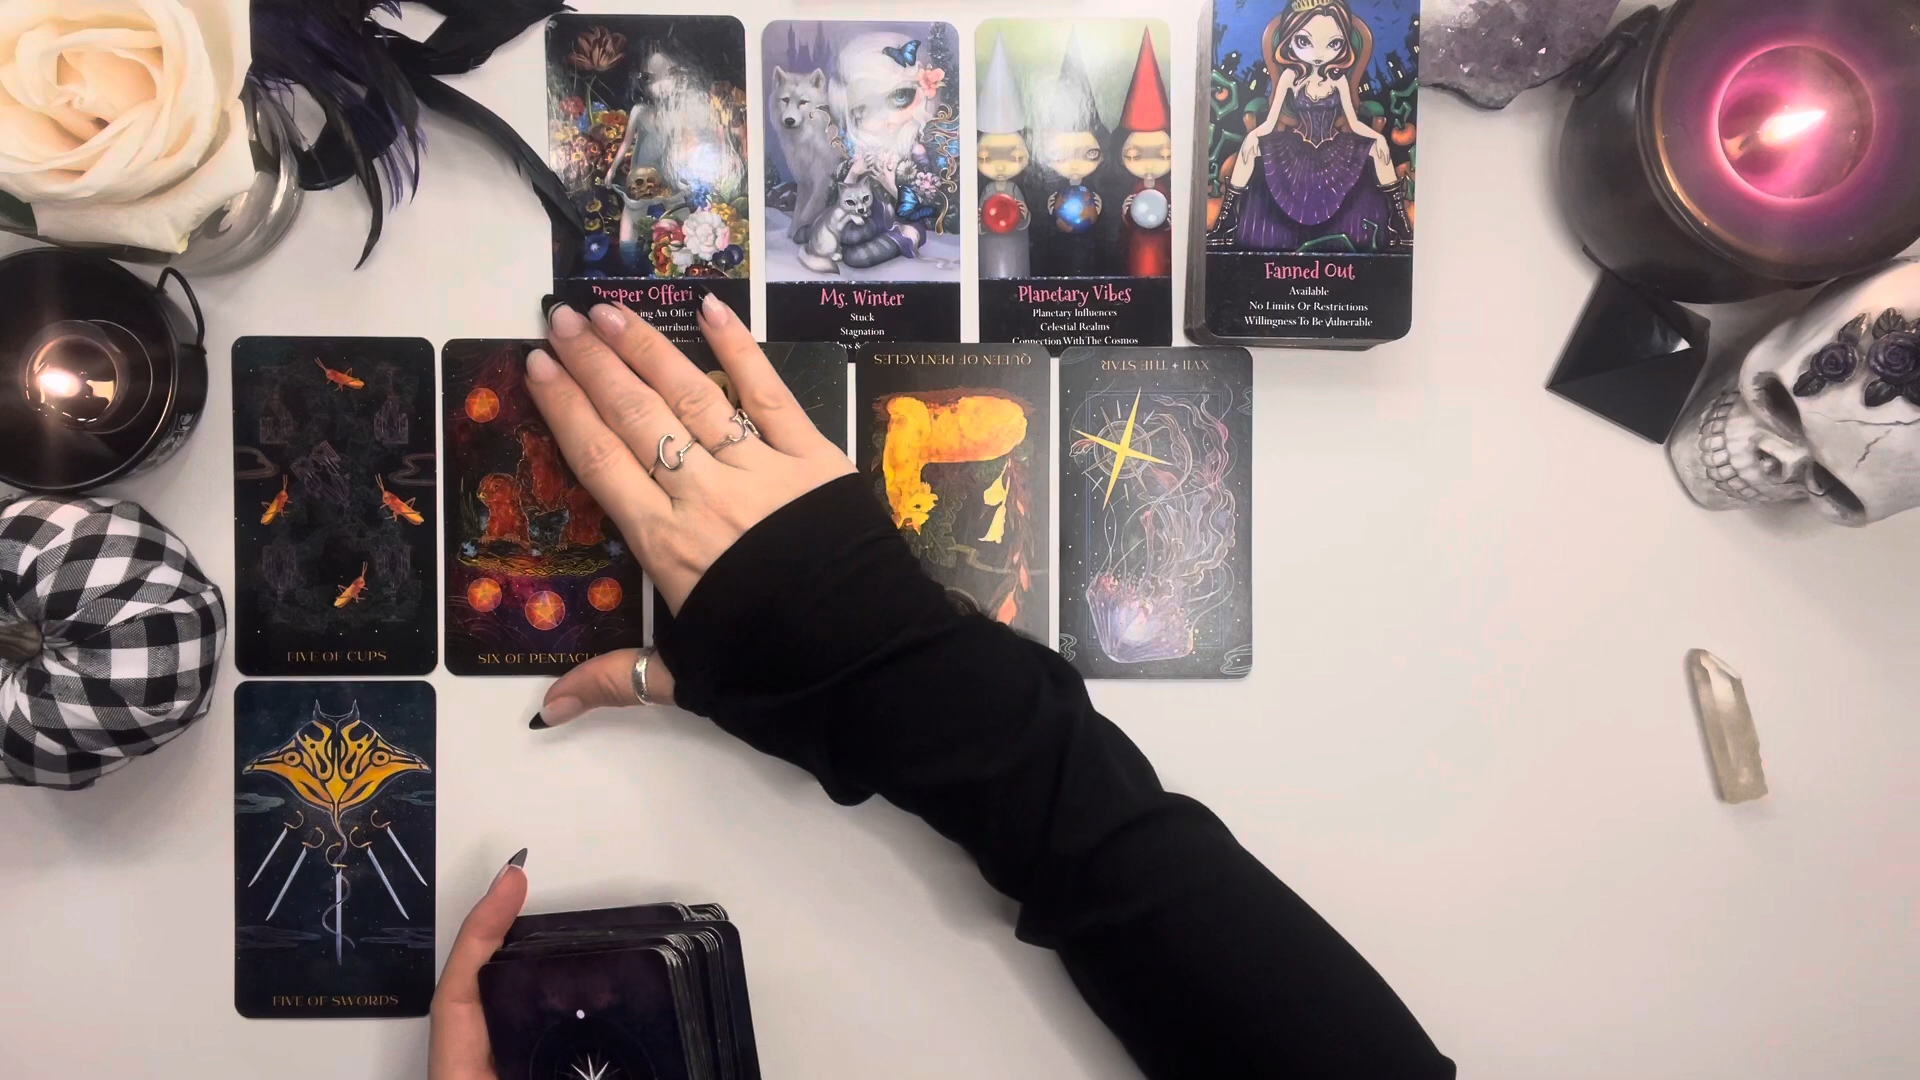 Proper
An Offer
Ms. Winter
Stuck
Stagnation
Planetary Vibes
Planetary Influences
Celestial Realms
Connection With The Cosmos
Fanned Out
Available
No Limits Or Restrictions
Willingness To Be Vulnerable
QUEEN OF PENTACLES
XVII THE STAR
FIVE OF CUPS
SIX OF
FIVE OF SWORDS